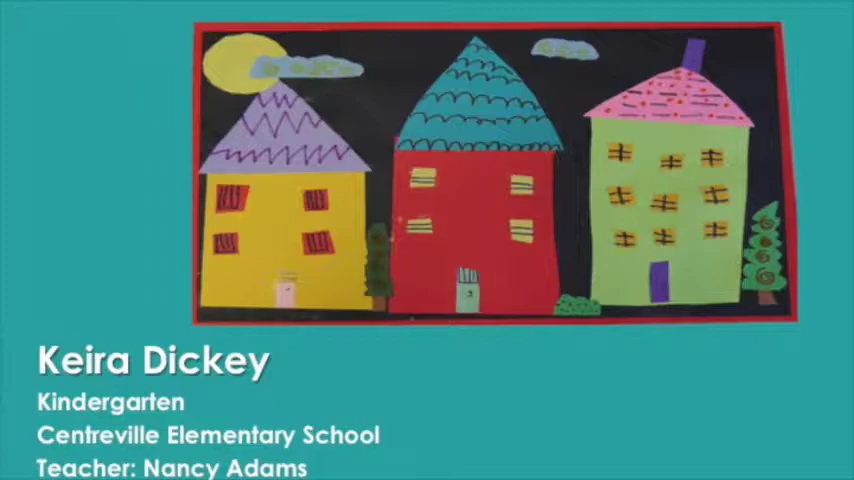 Keira Dickey
Kindergarten
Centreville Elementary School
Teacher: Nancy Adams